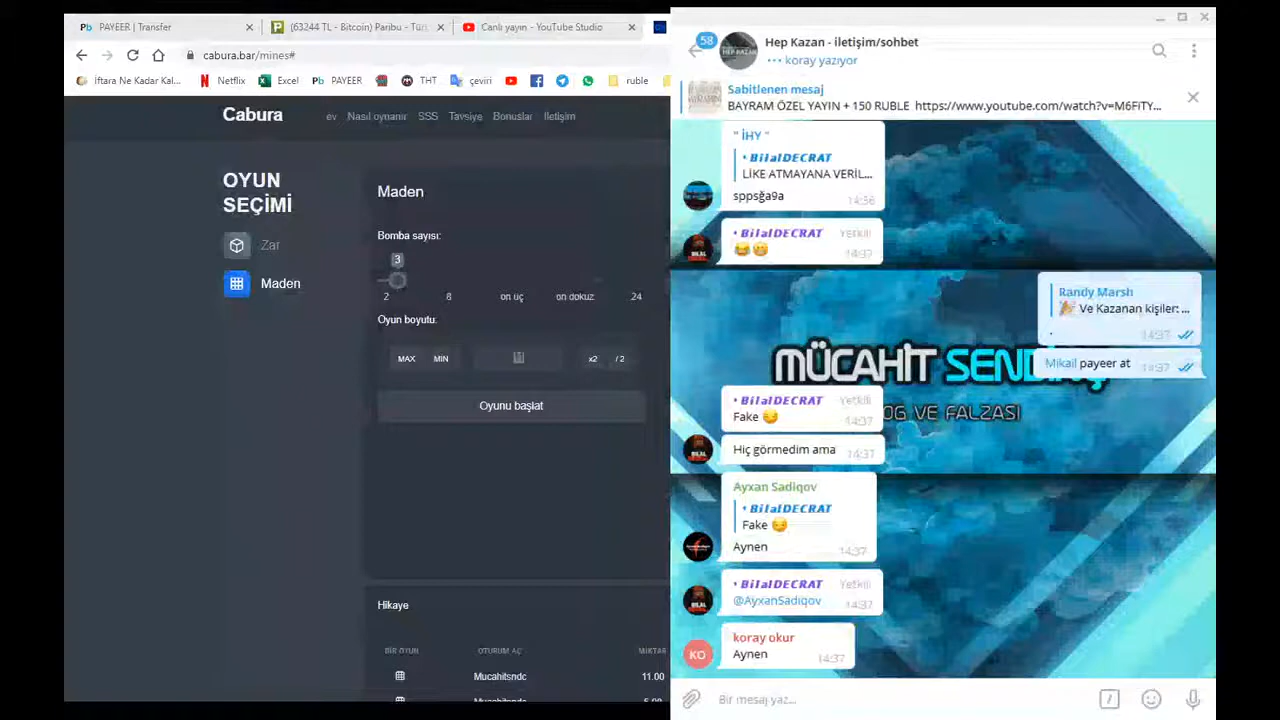 PAYEER | Transfer
(63244 TL - Bitcoin) Paribu - Tür
Canlı yayın - YouTube Studio
cabura.bar/mines#
İftara Ne Kadar Kal...
Netflix
Excel
PAYEER
THT
çeviri
ruble
Cabura
ev
Nasıl oynanır
SSS
Tavsiye
Bonuslar
İletişim
OYUN
SEÇİMİ
Zar
Maden
Maden
Bomba sayısı:
3
2
8
on üç
on dokuz
24
Oyun boyutu:
MAX
MIN
x2
/ 2
Oyunu başlat
Hikaye
BİR OYUN
OTURUM AÇ
MIKTAR
Mucahitsndc
11.00
58
Hep Kazan - iletişim/sohbet
koray yazıyor
Sabitlenen mesaj
BAYRAM ÖZEL YAYIN + 150 RUBLE https://www.youtube.com/watch?v=M6FiTY...
" İHY "
• BilalDECRAT
LİKE ATMAYANA VERİL...
sppsğa9a
14:36
• BilalDECRAT Yetkili
😂😁
14:37
Randy Marsh
🎉 Ve Kazanan kişiler: ...
.
14:37
Mikail payeer at
14:37
MÜCAHİT
• BilalDECRAT Yetkili
Fake 😏
14:37
OG VE FALZASI
Hiç görmedim ama
14:37
Ayxan Sadiqov
• BilalDECRAT
Fake 😏
Aynen
14:37
• BilalDECRAT Yetkili
@AyxanSadiqov
14:37
koray okur
KO
Aynen
14:37
Bir mesaj yaz...